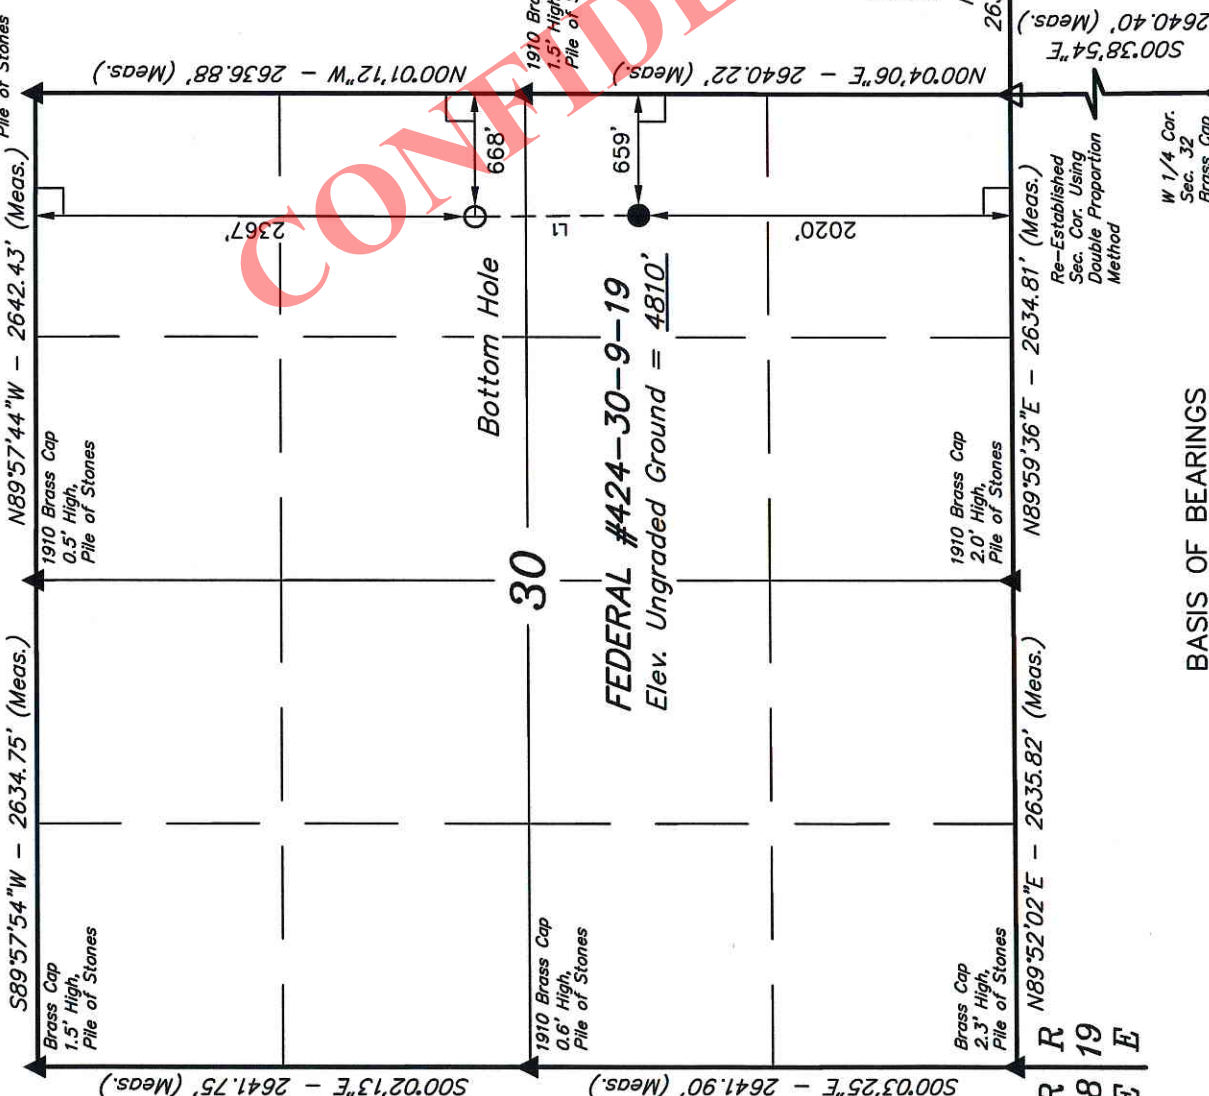 Pile of Stones
S89°57'54"W – 2634.75' (Meas.)
N89°57'44"W – 2642.43' (Meas.)
Brass Cap
1.5' High,
Pile of Stones
1910 Brass Cap
0.5' High,
Pile of Stones
S00°02'13"E – 2641.75' (Meas.)
N00°01'12"W – 2636.88' (Meas.)
2367'
668'
Bottom Hole
L1
30
1910 Brass Cap
0.6' High,
Pile of Stones
1910 Bra
1.5' High
Pile of S
659'
FEDERAL #424–30–9–19
Elev. Ungraded Ground = 4810'
2020'
S00°03'25"E – 2641.90' (Meas.)
N00°04'06"E – 2640.22' (Meas.)
Brass Cap
2.3' High,
Pile of Stones
1910 Brass Cap
2.0' High,
Pile of Stones
N89°52'02"E – 2635.82' (Meas.)
N89°59'36"E – 2634.81' (Meas.)
Re–Established
Sec. Cor. Using
Double Proportion
Method
S00°38'54"E
2640.40' (Meas.)
R R
8 19
E E
W 1/4 Cor.
Sec. 32
Brass Cap
BASIS OF BEARINGS
CONFIDE